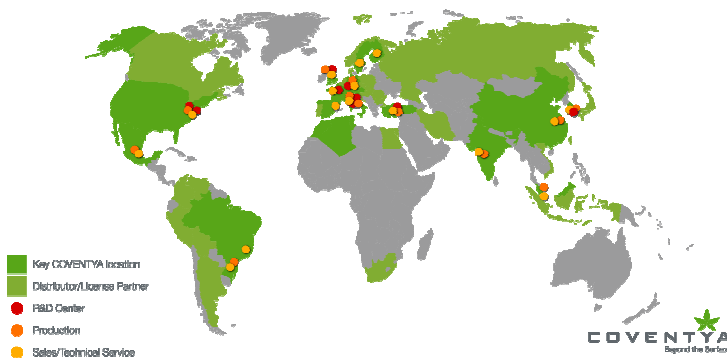 Key COVENTYA location
Distributor/License Partner
R&D Center
Production
Sales/Technical Service
COVENTYA
Beyond the Surface